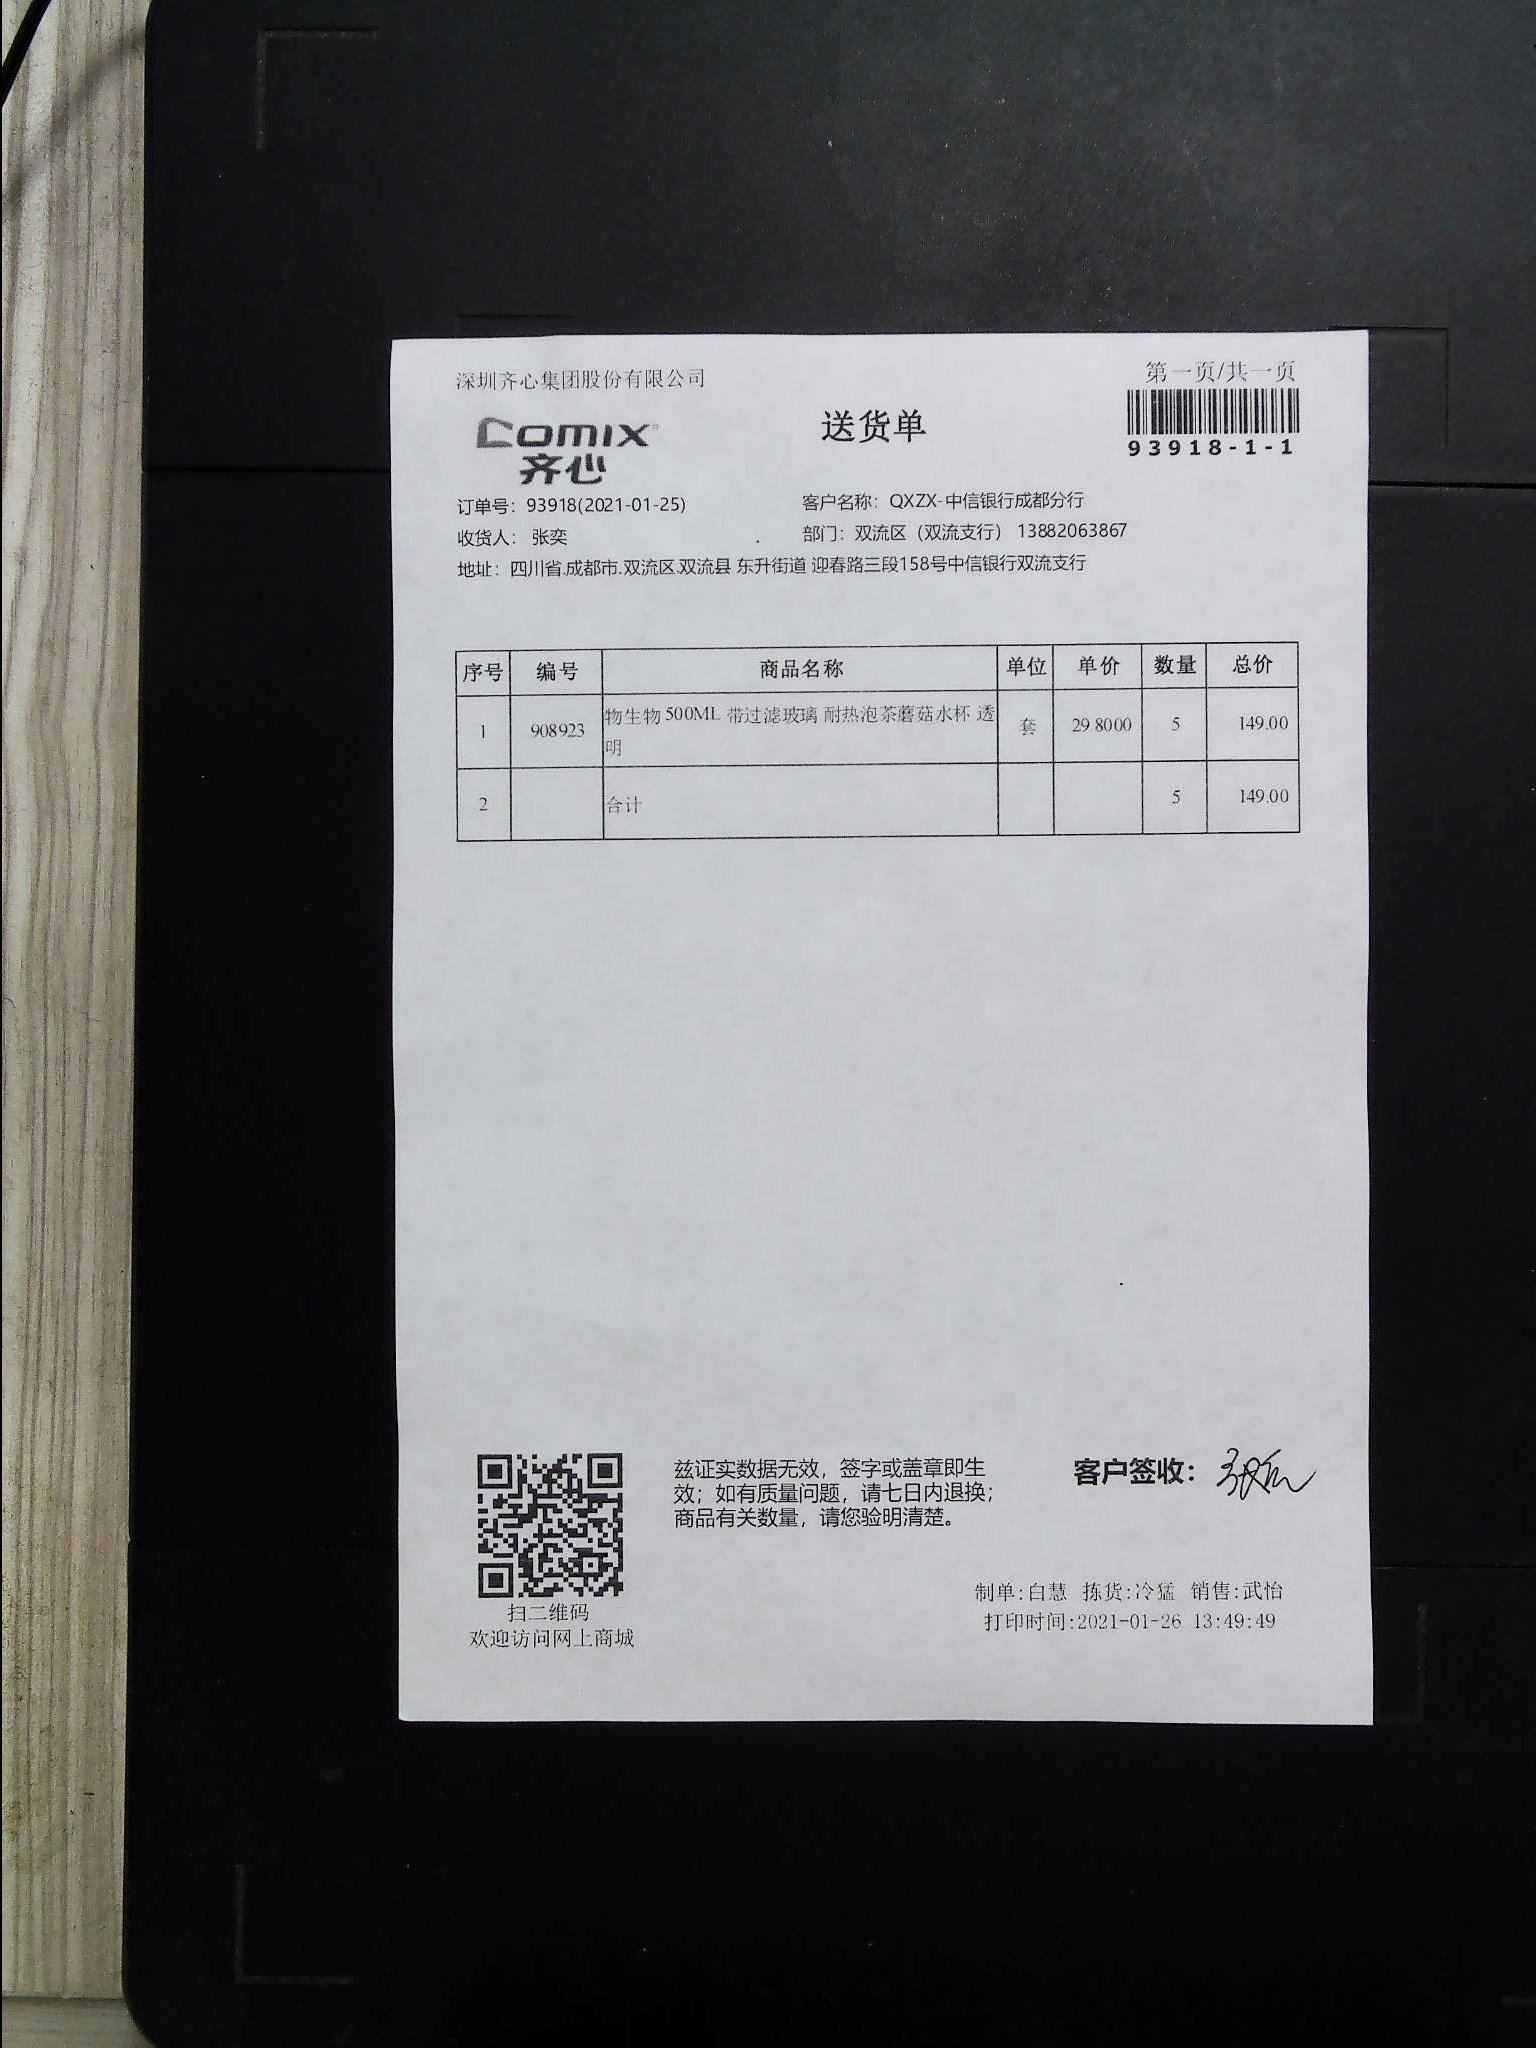 深圳齐心集团股份有限公司
第一页/共一页
comix
齐心
送货单
93918-1-1
订单号：93918(2021-01-25)
客户名称：QXZX-中信银行成都分行
收货人： 张奕
部门：双流区（双流支行） 13882063867
地址：四川省.成都市.双流区.双流县 东升街道 迎春路三段158号中信银行双流支行
序号 编号 商品名称 单位 单价 数量 总价
1 908923 物生物 500ML 带过滤玻璃 耐热泡茶蘑菇水杯 透 套 29.8000 5 149.00
明
2 合计 5 149.00
兹证实数据无效，签字或盖章即生
效；如有质量问题，请七日内退换；
商品有关数量，请您验明清楚。
客户签收：
扫二维码
欢迎访问网上商城
制单:白慧 拣货:冷猛 销售:武怡
打印时间:2021-01-26 13:49:49